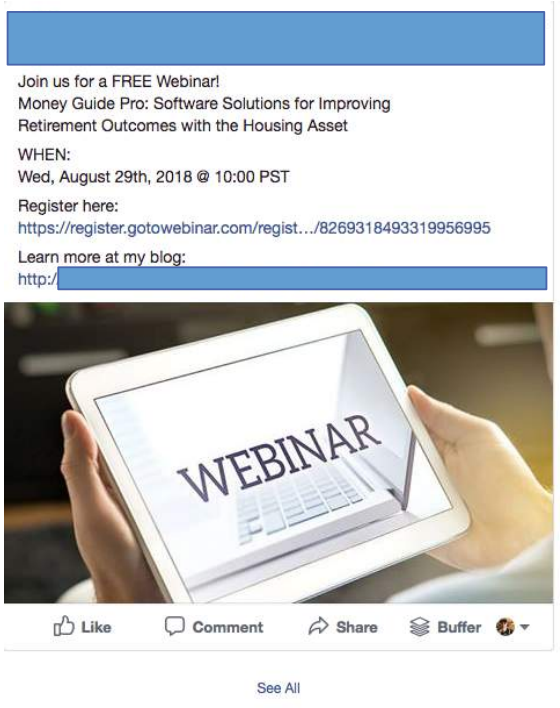 Join us for a FREE Webinar!
Money Guide Pro: Software Solutions for Improving
Retirement Outcomes with the Housing Asset
WHEN:
Wed, August 29th, 2018 @ 10:00 PST
Register here:
https://register.gotowebinar.com/regist…/8269318493319956995
Learn more at my blog:
http:/
WEBINAR
Like
Comment
Share
Buffer
See All